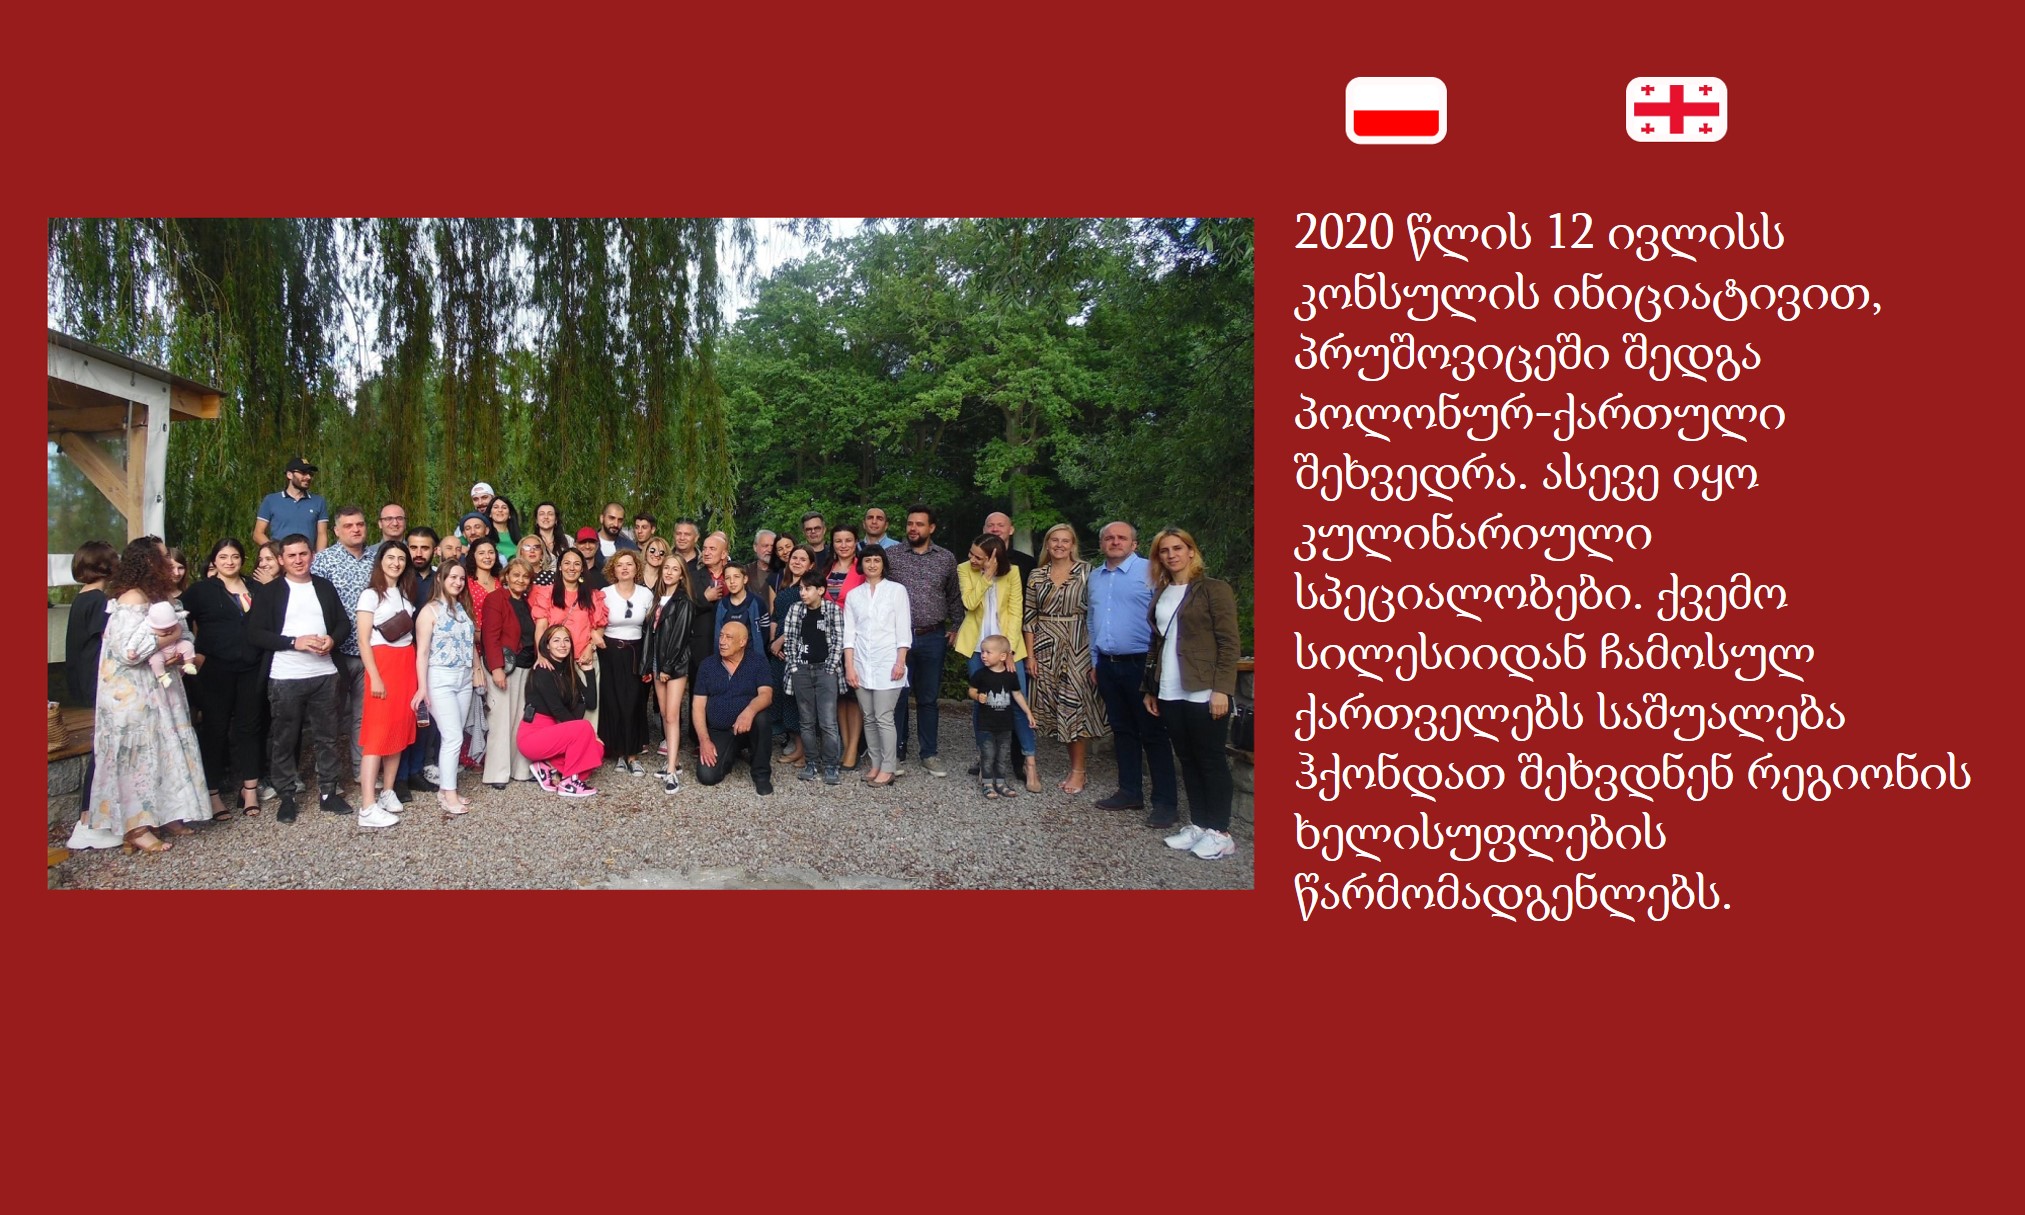 2020 წლის 12 ივლისს
კონსულის ინიციატივით,
პრუშოვიცეში შედგა
პოლონურ-ქართული
შეხვედრა. ასევე იყო
კულინარიული
სპეციალობები. ქვემო
სილესიიდან ჩამოსულ
ქართველებს საშუალება
ჰქონდათ შეხვდნენ რეგიონის
ხელისუფლების
წარმომადგენლებს.